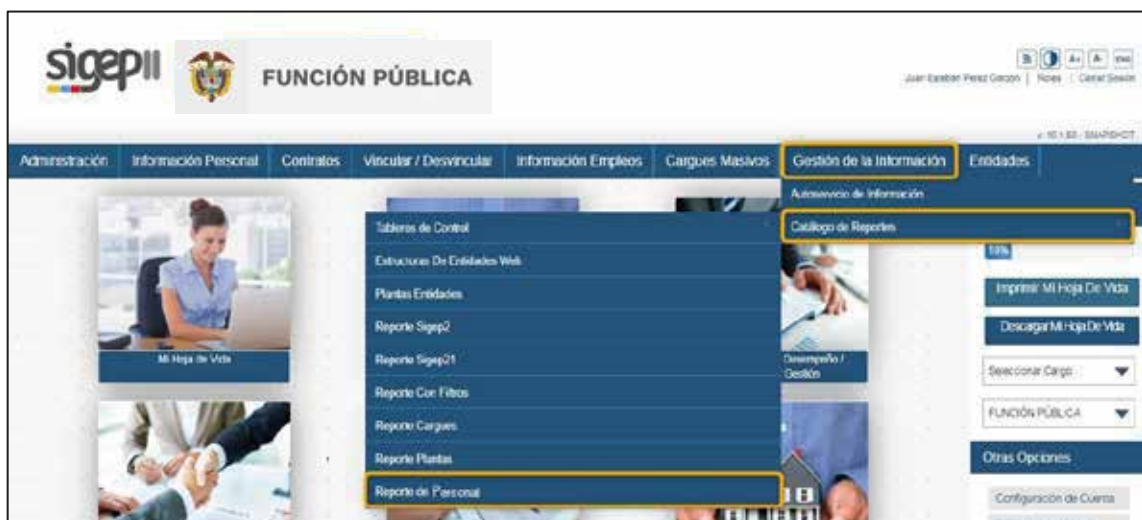 sigepII
FUNCIÓN PÚBLICA
A+ A-
Juan Esteban Perez Garzon | Roles | Cerrar Sesión
Administración Información Personal Contratos Vincular / Desvincular Información Empleos Cargues Masivos Gestión de la Información Entidades
Autoservicio de Información
Catálogo de Reportes
Tableros de Control
Estructuras De Entidades Web
Plantas Entidades
Reporte Sigep2
Reporte Sigep21
Reporte Con Filtros
Reporte Cargues
Reporte Plantas
Reporte de Personal
Mi Hoja de Vida
Desempeño /
Gestión
Imprimir Mi Hoja De Vida
Descargar Mi Hoja De Vida
Seleccionar Cargo
FUNCIÓN PÚBLICA
Otras Opciones
Configuración de Cuenta